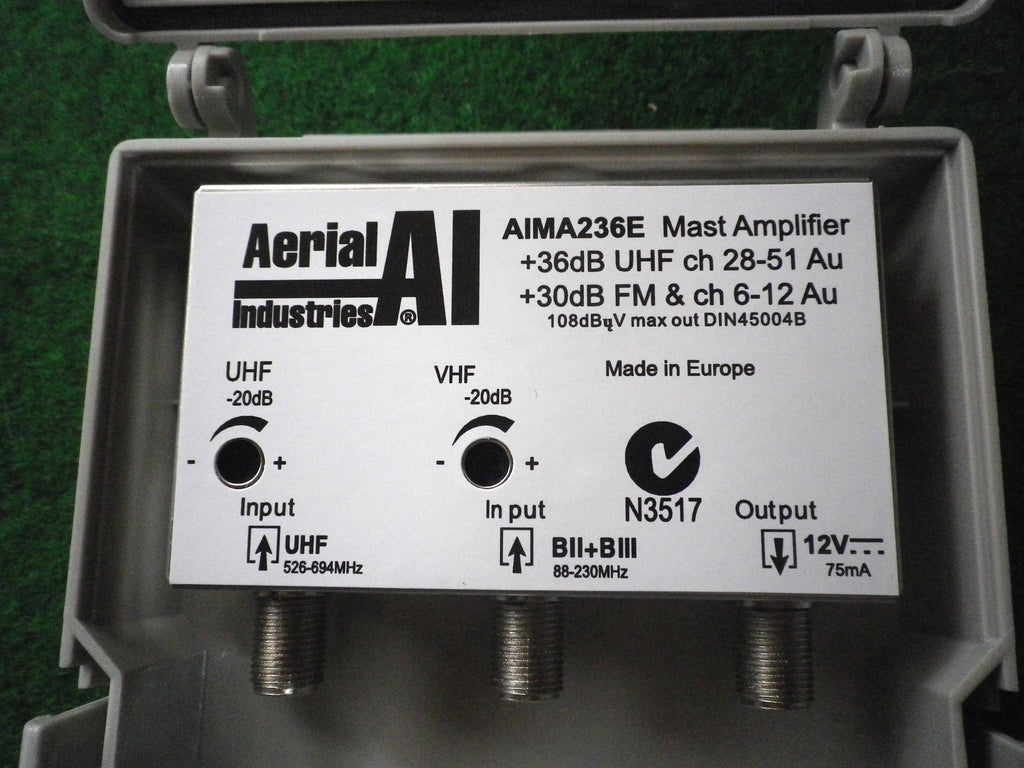 Aerial AI
Industries ®
AIMA236E Mast Amplifier
+36dB UHF ch 28-51 Au
+30dB FM & ch 6-12 Au
108dBųV max out DIN45004B
Made in Europe
UHF
-20dB
- +
VHF
-20dB
- +
N3517
Input
UHF
526-694MHz
In put
BII+BIII
88-230MHz
Output
12V
75mA